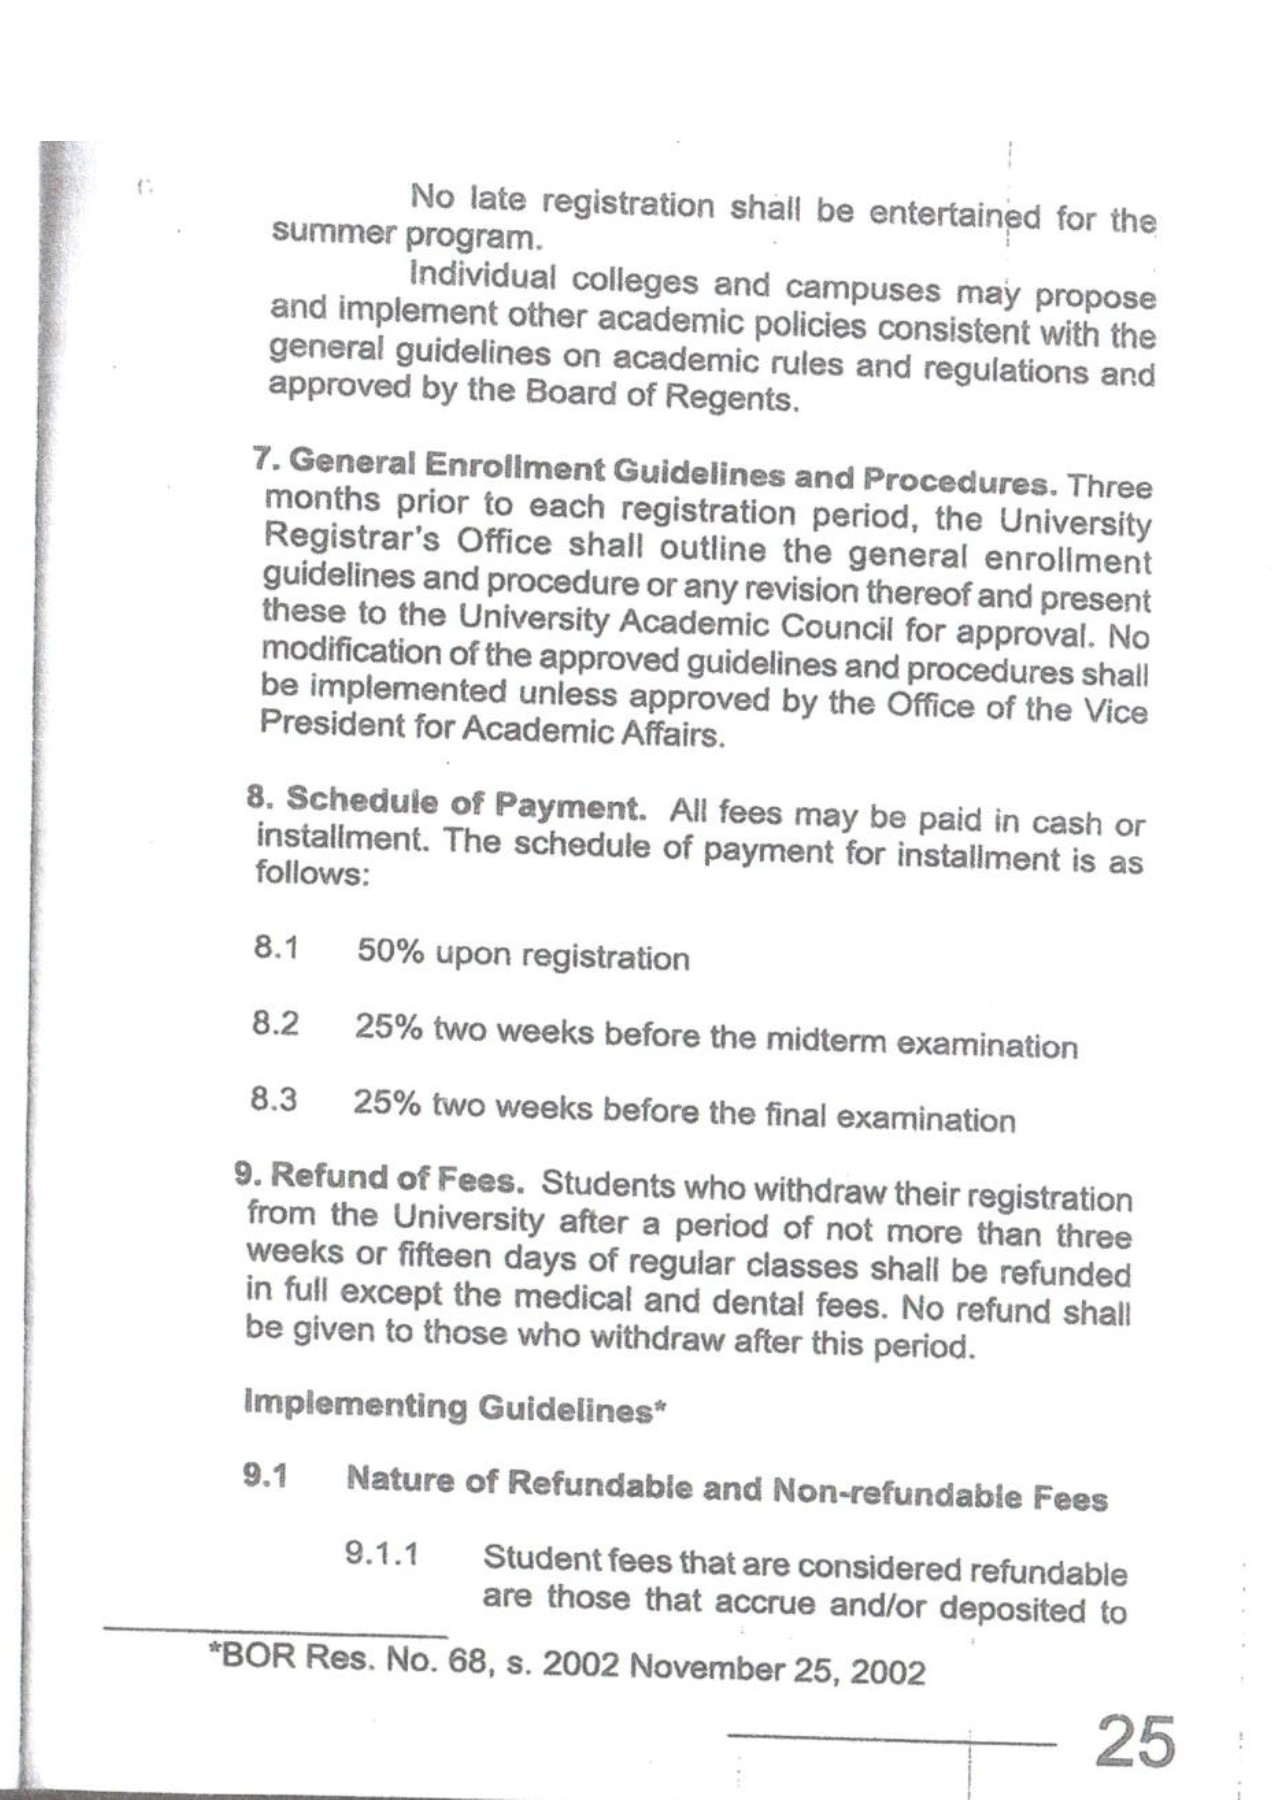 No late registration shall be entertained for the
summer program.
Individual colleges and campuses may propose
and implement other academic policies consistent with the
general guidelines on academic rules and regulations and
approved by the Board of Regents.
7. General Enrollment Guidelines and Procedures. Three
months prior to each registration period, the University
Registrar's Office shall outline the general enrollment
guidelines and procedure or any revision thereof and present
these to the University Academic Council for approval. No
modification of the approved guidelines and procedures shall
be implemented unless approved by the Office of the Vice
President for Academic Affairs.
8. Schedule of Payment. All fees may be paid in cash or
installment. The schedule of payment for installment is as
follows:
8.1 50% upon registration
8.2 25% two weeks before the midterm examination
8.3 25% two weeks before the final examination
9. Refund of Fees. Students who withdraw their registration
from the University after a period of not more than three
weeks or fifteen days of regular classes shall be refunded
in full except the medical and dental fees. No refund shall
be given to those who withdraw after this period.
Implementing Guidelines*
9.1 Nature of Refundable and Non-refundable Fees
9.1.1 Student fees that are considered refundable
are those that accrue and/or deposited to
*BOR Res. No. 68, s. 2002 November 25, 2002
25